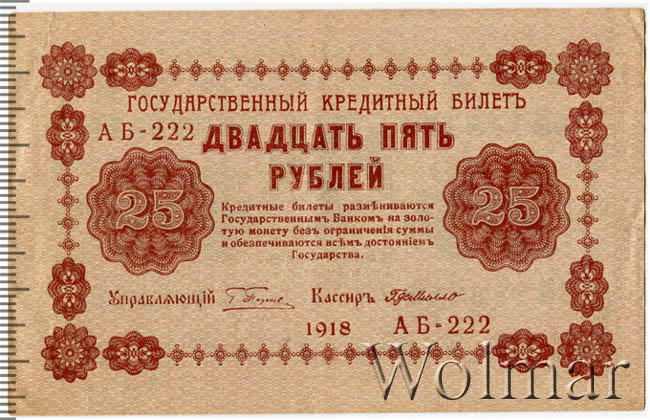 ГОСУДАРСТВЕННЫЙ КРЕДИТНЫЙ БИЛЕТЪ
АБ-222
ДВАДЦАТЬ ПЯТЬ
РУБЛЕЙ
25
25
Кредитные билеты размѣниваются
Государственнымъ Банкомъ на золо-
тую монету безъ ограниченія суммы
и обезпечиваются всѣмъ достояніемъ
Государства.
Управляющій
Кассиръ
1918 АБ-222
Wolmar